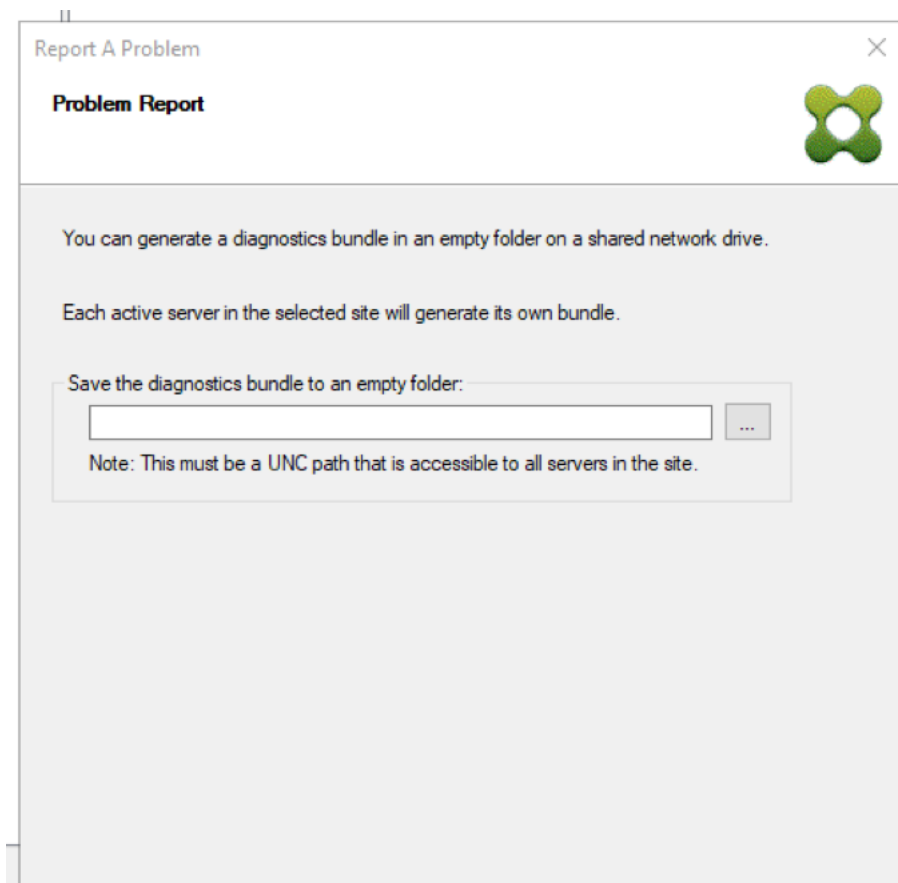 Report A Problem
Problem Report
You can generate a diagnostics bundle in an empty folder on a shared network drive.
Each active server in the selected site will generate its own bundle.
Save the diagnostics bundle to an empty folder:
...
Note: This must be a UNC path that is accessible to all servers in the site.